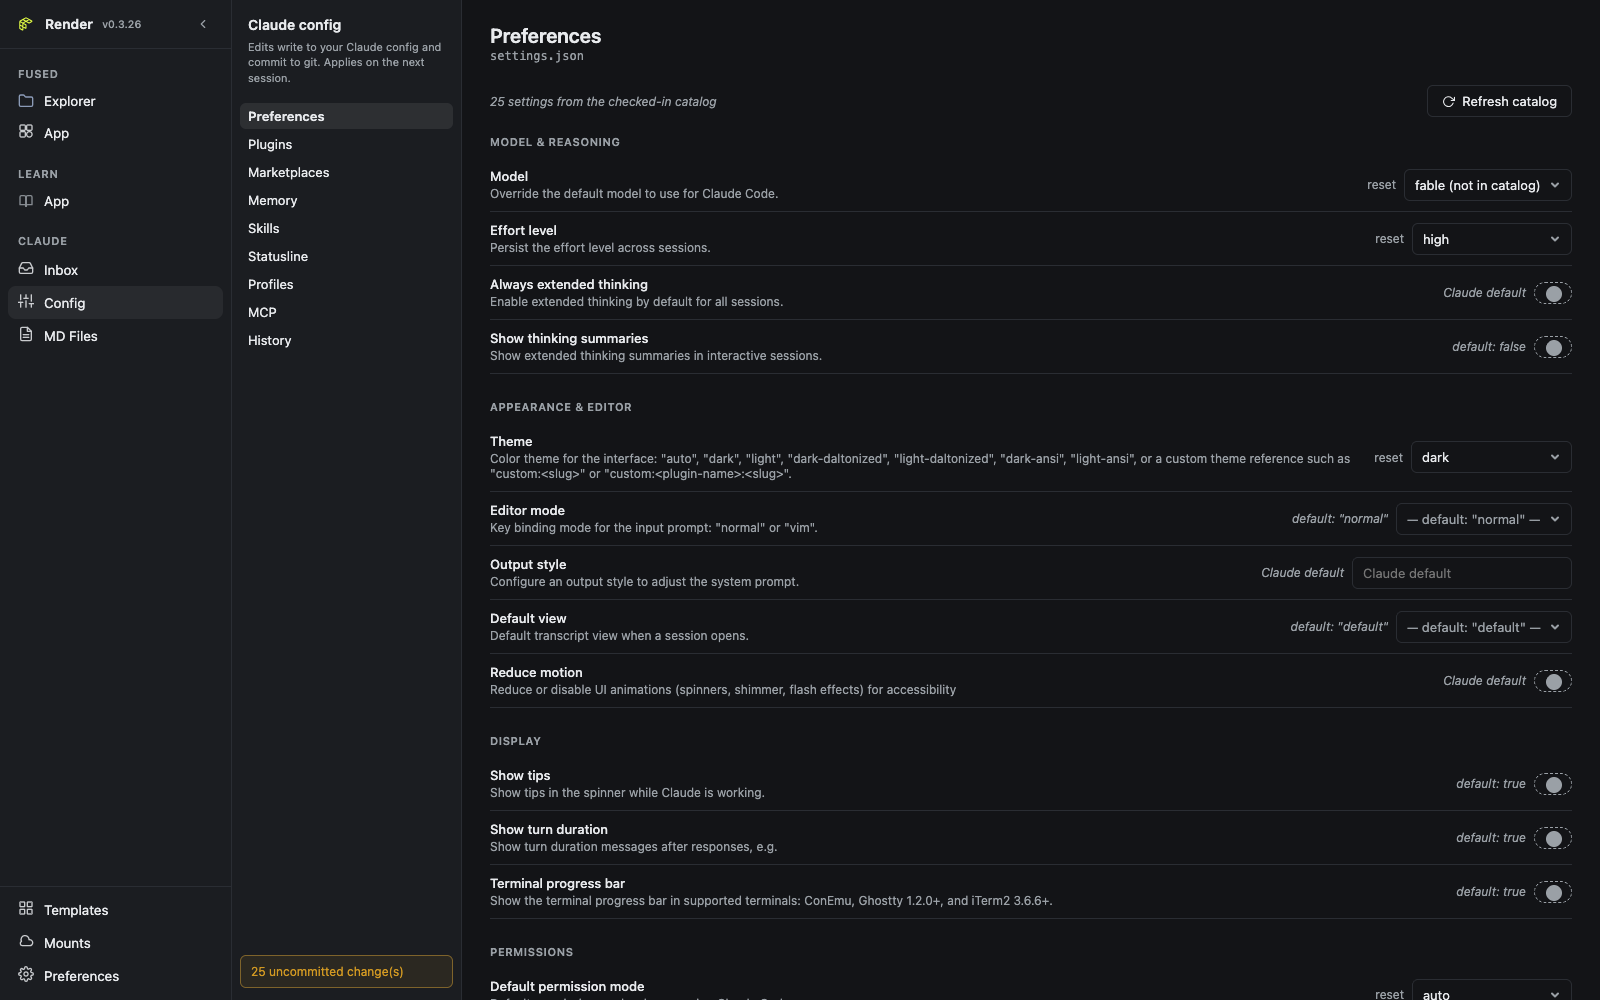 Render v0.3.26
FUSED
Explorer
App
LEARN
App
CLAUDE
Inbox
Config
MD Files
Templates
Mounts
Preferences
Claude config
Edits write to your Claude config and
commit to git. Applies on the next
session.
Preferences
Plugins
Marketplaces
Memory
Skills
Statusline
Profiles
MCP
History
25 uncommitted change(s)
Preferences
settings.json
25 settings from the checked-in catalog
Refresh catalog
MODEL & REASONING
Model
Override the default model to use for Claude Code.
reset fable (not in catalog)
Effort level
Persist the effort level across sessions.
reset high
Always extended thinking
Enable extended thinking by default for all sessions.
Claude default
Show thinking summaries
Show extended thinking summaries in interactive sessions.
default: false
APPEARANCE & EDITOR
Theme
Color theme for the interface: "auto", "dark", "light", "dark-daltonized", "light-daltonized", "dark-ansi", "light-ansi", or a custom theme reference such as
"custom:<slug>" or "custom:<plugin-name>:<slug>".
reset dark
Editor mode
Key binding mode for the input prompt: "normal" or "vim".
default: "normal" — default: "normal" —
Output style
Configure an output style to adjust the system prompt.
Claude default Claude default
Default view
Default transcript view when a session opens.
default: "default" — default: "default" —
Reduce motion
Reduce or disable UI animations (spinners, shimmer, flash effects) for accessibility
Claude default
DISPLAY
Show tips
Show tips in the spinner while Claude is working.
default: true
Show turn duration
Show turn duration messages after responses, e.g.
default: true
Terminal progress bar
Show the terminal progress bar in supported terminals: ConEmu, Ghostty 1.2.0+, and iTerm2 3.6.6+.
default: true
PERMISSIONS
Default permission mode
reset auto